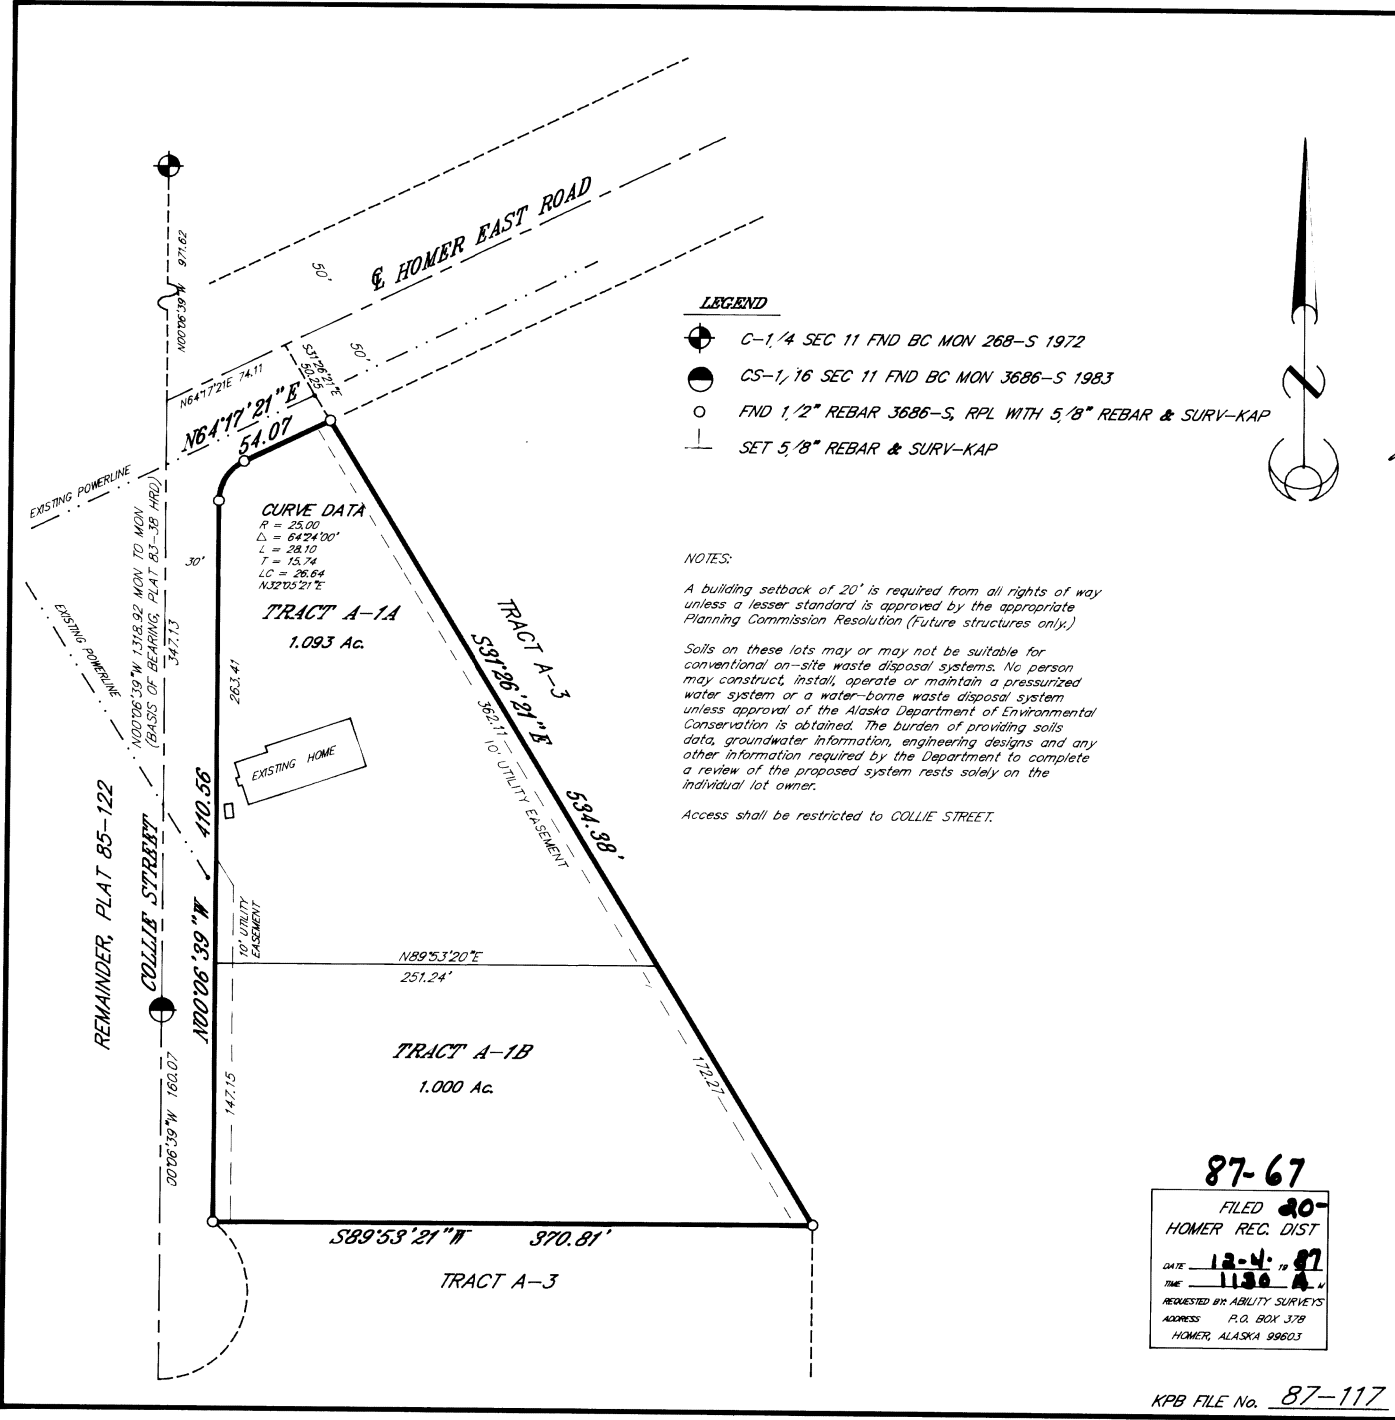 ℄ HOMER EAST ROAD
50'
50'
N00°06'39"W 971.62
N64°17'21E 74.11
S31°26'21"E
50.25
N64°17'21"E
54.07
EXISTING POWERLINE
EXISTING POWERLINE
N00°06'39"W 1318.92 MON TO MON
(BASIS OF BEARING, PLAT 83-38 HRD)
347.13
30'
CURVE DATA
R = 25.00
△ = 64°24'00"
L = 28.10
T = 15.74
LC = 26.64
N32°05'21"E
TRACT A-1A
1.093 Ac.
263.41
EXISTING HOME
TRACT A-3
S31°26'21"E
534.38'
362.11
10' UTILITY EASEMENT
REMAINDER, PLAT 85-122
COLLIE STREET
N00°06'39"W 410.56
10' UTILITY
EASEMENT
N89°53'20"E
251.24'
TRACT A-1B
1.000 Ac.
147.15
172.27
00°06'39"W 160.07
S89°53'21"W 370.81'
TRACT A-3
LEGEND
C-1/4 SEC 11 FND BC MON 268-S 1972
CS-1/16 SEC 11 FND BC MON 3686-S 1983
FND 1/2" REBAR 3686-S, RPL WITH 5/8" REBAR & SURV-KAP
SET 5/8" REBAR & SURV-KAP
NOTES:
A building setback of 20' is required from all rights of way
unless a lesser standard is approved by the appropriate
Planning Commission Resolution (Future structures only.)
Soils on these lots may or may not be suitable for
conventional on-site waste disposal systems. No person
may construct, install, operate or maintain a pressurized
water system or a water-borne waste disposal system
unless approval of the Alaska Department of Environmental
Conservation is obtained. The burden of providing soils
data, groundwater information, engineering designs and any
other information required by the Department to complete
a review of the proposed system rests solely on the
individual lot owner.
Access shall be restricted to COLLIE STREET.
N
87-67
FILED 20-
HOMER REC. DIST
DATE 12-4- 19 87
TIME 1130 A M
REQUESTED BY: ABILITY SURVEYS
ADDRESS P.O. BOX 378
HOMER, ALASKA 99603
KPB FILE No. 87-117